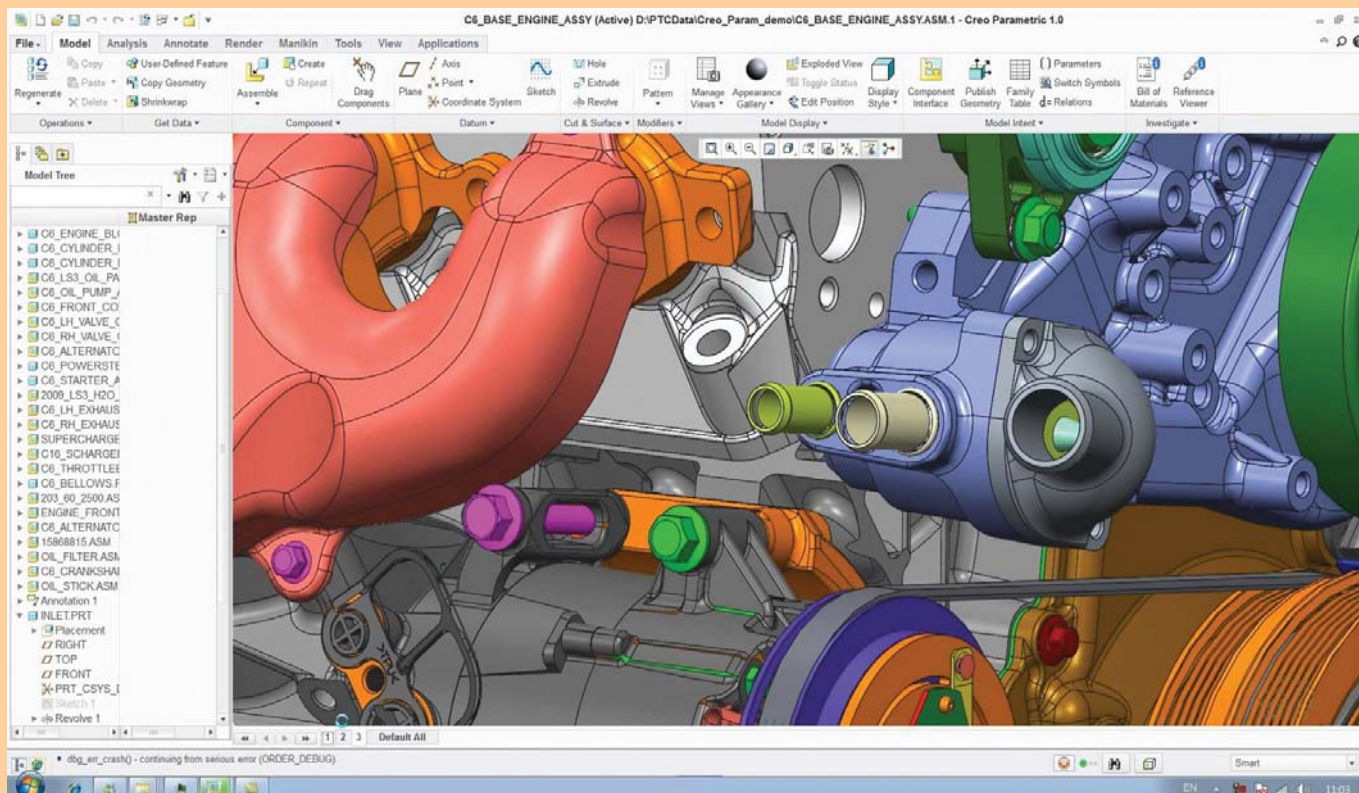 C6_BASE_ENGINE_ASSY (Active) D:\PTCData\Creo_Param_demo\C6_BASE_ENGINE_ASSY.ASM.1 - Creo Parametric 1.0
File Model Analysis Annotate Render Manikin Tools View Applications
Regenerate
Copy
Paste
Delete
Operations
User-Defined Feature
Copy Geometry
Shrinkwrap
Get Data
Assemble
Create
Repeat
Drag
Components
Component
Plane
Axis
Point
Coordinate System
Sketch
Datum
Hole
Extrude
Revolve
Cut & Surface
Pattern
Modifiers
Manage
Views
Appearance
Gallery
Exploded View
Toggle Status
Edit Position
Display
Style
Model Display
Component
Interface
Publish
Geometry
Family
Table
( ) Parameters
Switch Symbols
d= Relations
Model Intent
Bill of
Materials
Reference
Viewer
Investigate
Model Tree
Master Rep
C6_ENGINE_BL
C6_CYLINDER_
C6_CYLINDER_
C6_LS3_OIL_PA
C6_OIL_PUMP_
C6_FRONT_CO
C6_LH_VALVE_
C6_RH_VALVE_
C6_ALTERNATO
C6_POWERSTE
C6_STARTER_A
2009_LS3_H2O_
C6_LH_EXHAUS
C6_RH_EXHAUS
SUPERCHARGE
C16_SCHARGE
C6_THROTTLE
C6_BELLOWS.
203_60_2500.AS
ENGINE_FRONT
C6_ALTERNATO
15868815.ASM
OIL_FILTER.ASM
C6_CRANKSHA
OIL_STICK.ASM
Annotation 1
INLET.PRT
Placement
RIGHT
TOP
FRONT
PRT_CSYS_D
Sketch 1
Revolve 1
1 2 3 Default All
• dbg_err_crash() - continuing from serious error (ORDER_DEBUG).
Smart
EN 11:03